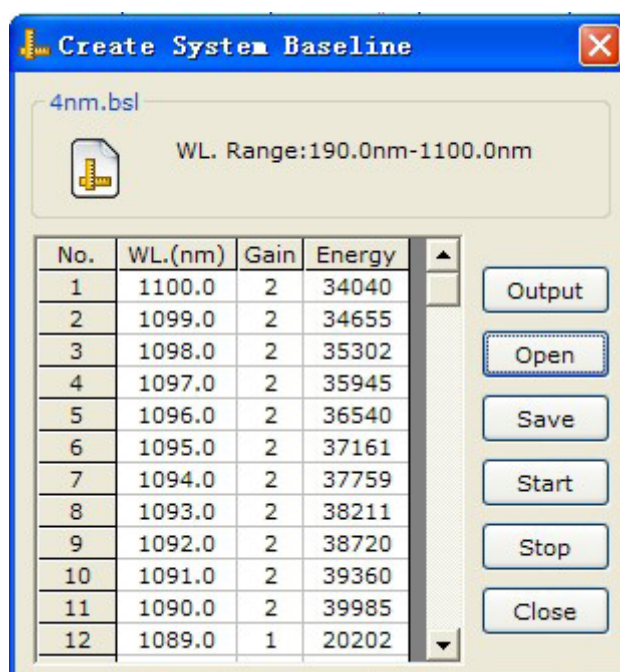 Create System Baseline
4nm.bsl
WL. Range:190.0nm-1100.0nm
No. WL.(nm) Gain Energy
1 1100.0 2 34040
2 1099.0 2 34655
3 1098.0 2 35302
4 1097.0 2 35945
5 1096.0 2 36540
6 1095.0 2 37161
7 1094.0 2 37759
8 1093.0 2 38211
9 1092.0 2 38720
10 1091.0 2 39360
11 1090.0 2 39985
12 1089.0 1 20202
Output
Open
Save
Start
Stop
Close